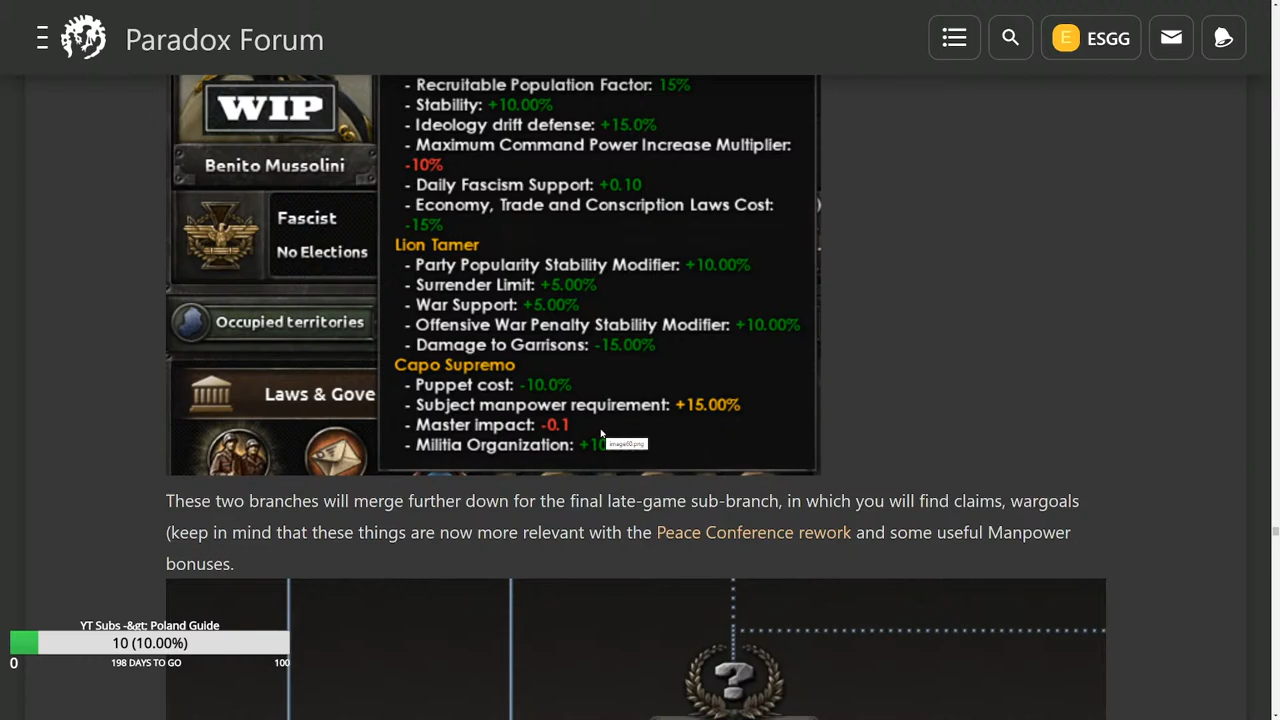 Paradox Forum
E ESGG
- Recruitable Population Factor: 15%
- Stability: +10.00%
- Ideology drift defense: +15.0%
- Maximum Command Power Increase Multiplier:
-10%
- Daily Fascism Support: +0.10
- Economy, Trade and Conscription Laws Cost:
-15%
Lion Tamer
- Party Popularity Stability Modifier: +10.00%
- Surrender Limit: +5.00%
- War Support: +5.00%
- Offensive War Penalty Stability Modifier: +10.00%
- Damage to Garrisons: -15.00%
Capo Supremo
- Puppet cost: -10.0%
- Subject manpower requirement: +15.00%
- Master impact: -0.1
- Militia Organization:
image60.png
WIP
Benito Mussolini
Fascist
No Elections
Occupied territories
Laws & Gove
These two branches will merge further down for the final late-game sub-branch, in which you will find claims, wargoals
(keep in mind that these things are now more relevant with the Peace Conference rework and some useful Manpower
bonuses.
YT Subs -&gt: Poland Guide
10 (10.00%)
0 198 DAYS TO GO 100
?